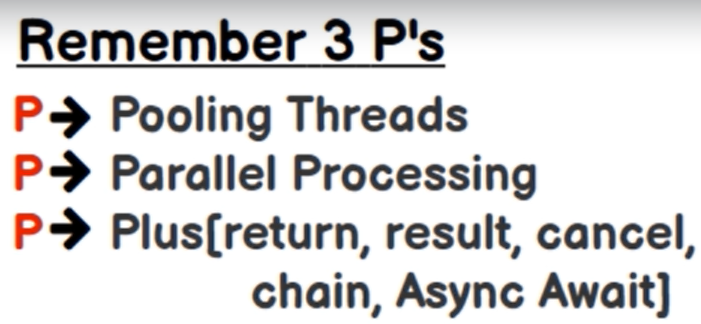 Remember 3 P's
P→ Pooling Threads
P→ Parallel Processing
P→ Plus[return, result, cancel,
chain, Async Await]